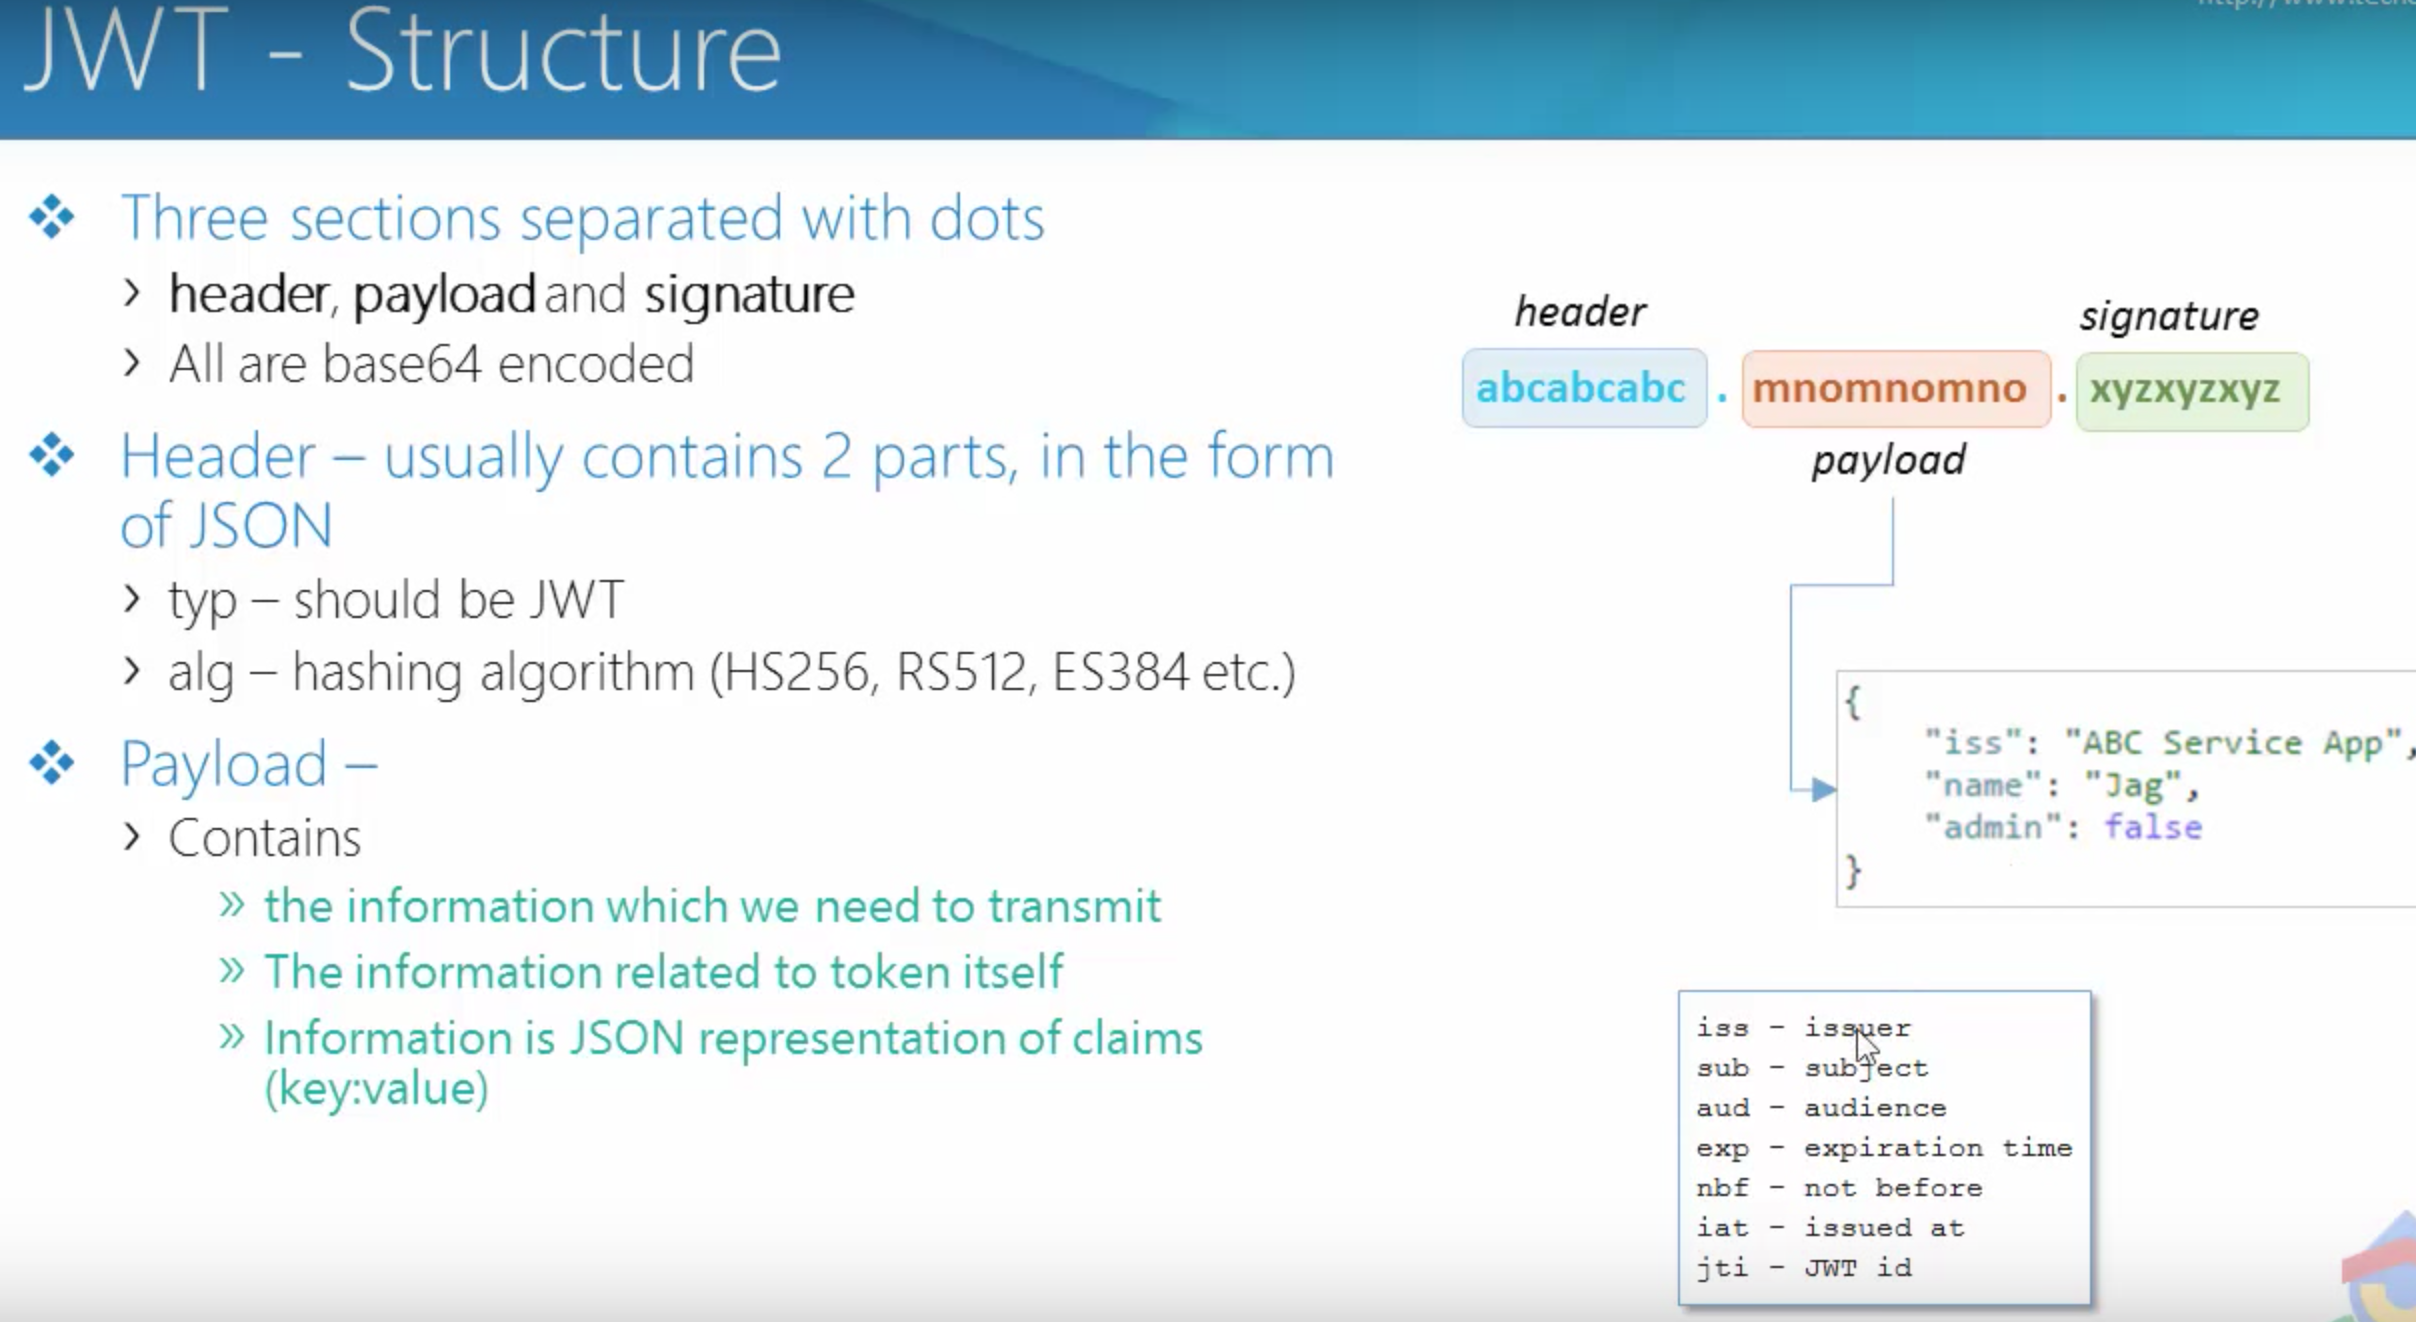 JWT - Structure
Three sections separated with dots
header, payload and signature
All are base64 encoded
Header – usually contains 2 parts, in the form
of JSON
typ – should be JWT
alg – hashing algorithm (HS256, RS512, ES384 etc.)
Payload –
Contains
the information which we need to transmit
The information related to token itself
Information is JSON representation of claims
(key:value)
header
signature
abcabcabc . mnomnomno . xyzxyzxyz
payload
{
"iss": "ABC Service App",
"name": "Jag",
"admin": false
}
iss - issuer
sub - subject
aud - audience
exp - expiration time
nbf - not before
iat - issued at
jti - JWT id